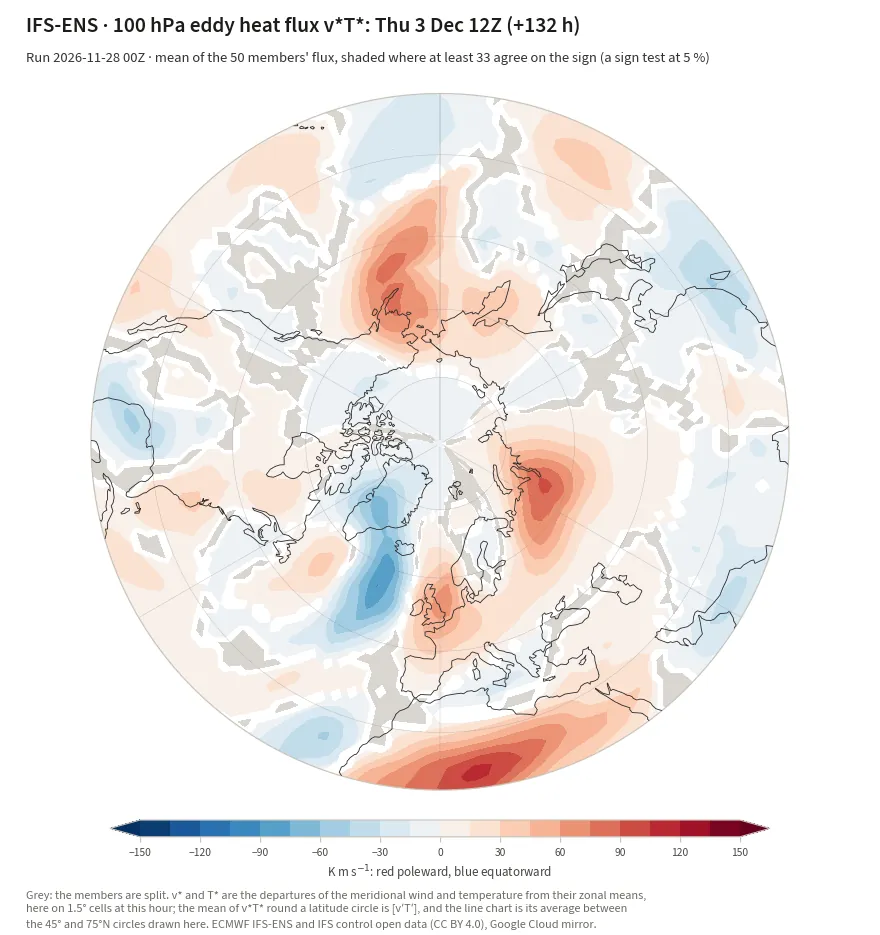 IFS-ENS · 100 hPa eddy heat flux v*T*: Thu 3 Dec 12Z (+132 h)
Run 2026-11-28 00Z · mean of the 50 members' flux, shaded where at least 33 agree on the sign (a sign test at 5 %)
−150 −120 −90 −60 −30 0 30 60 90 120 150
K m s⁻¹: red poleward, blue equatorward
Grey: the members are split. v* and T* are the departures of the meridional wind and temperature from their zonal means,
here on 1.5° cells at this hour; the mean of v*T* round a latitude circle is [v'T'], and the line chart is its average between
the 45° and 75°N circles drawn here. ECMWF IFS-ENS and IFS control open data (CC BY 4.0), Google Cloud mirror.